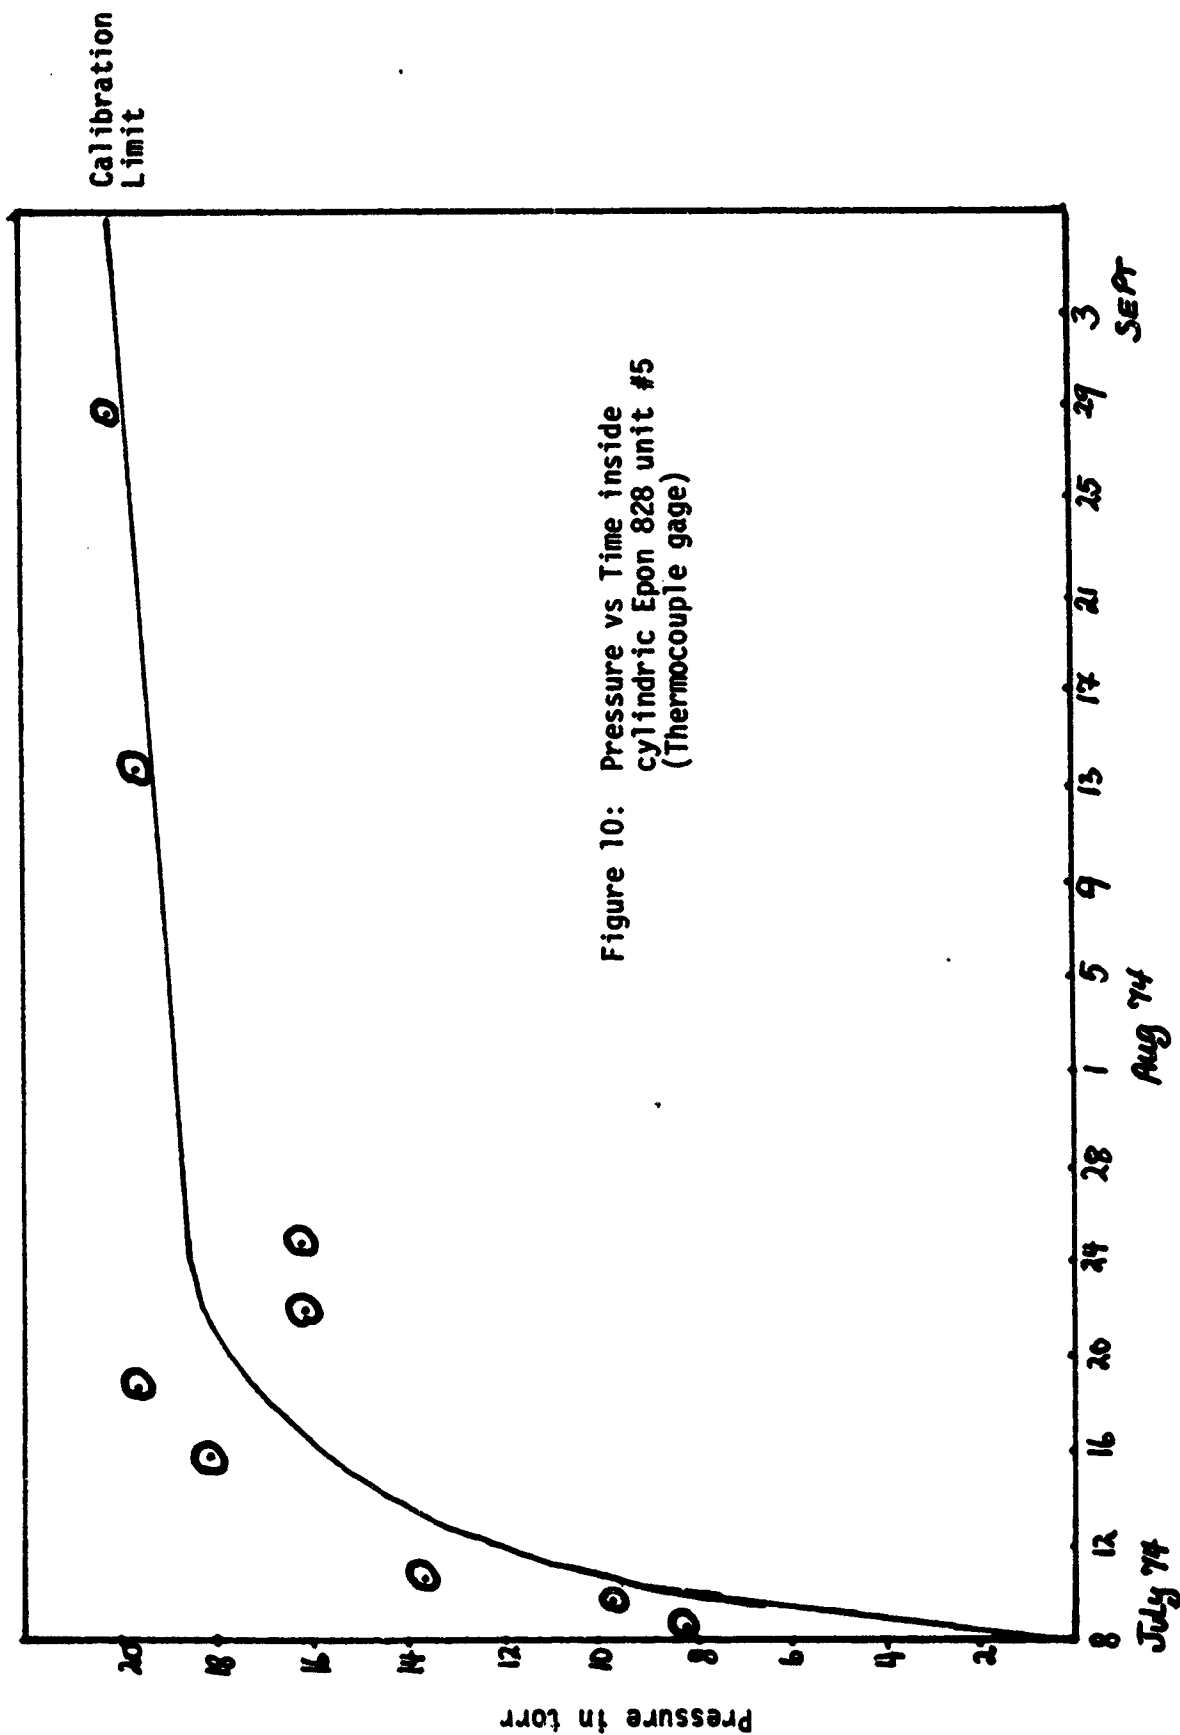 Calibration
Limit
Figure 10: Pressure vs Time inside
cylindric Epon 828 unit #5
(Thermocouple gage)
Pressure in torr
20
18
16
14
12
10
8
6
4
2
8 12 16 20 24 28 1 5 9 13 17 21 25 29 3
July 74 Aug 74 SEPT